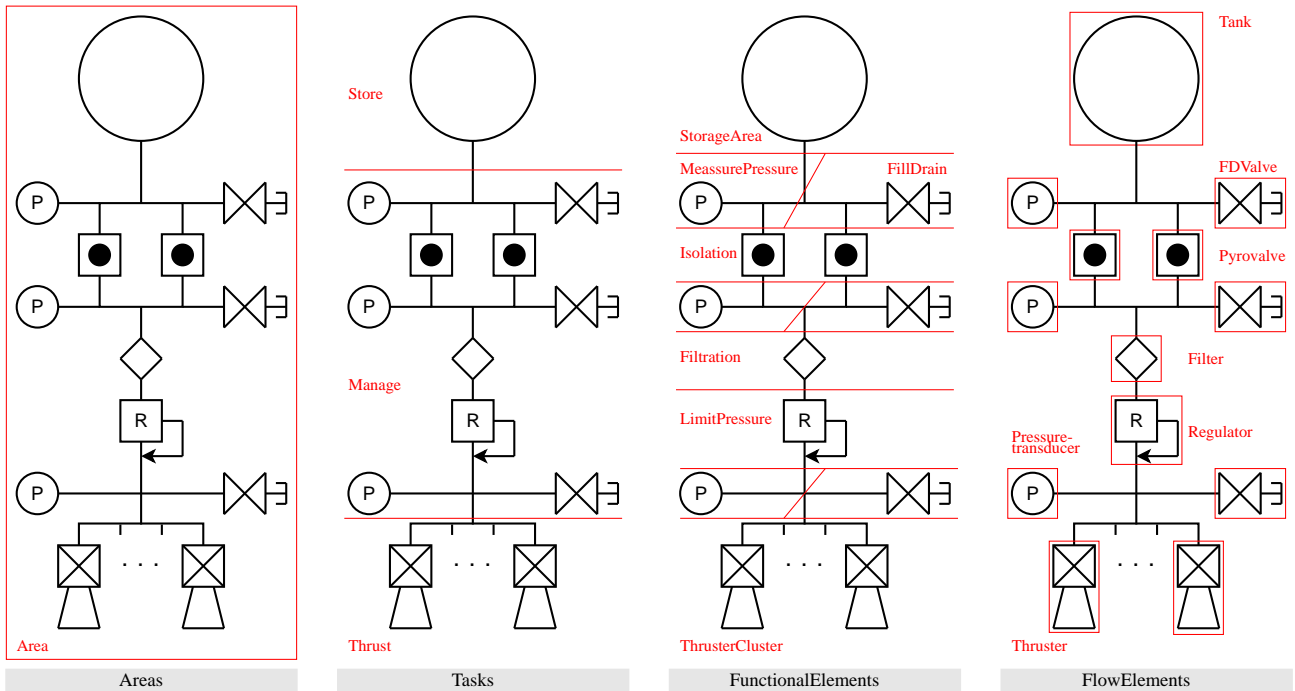 P
P
R
P
. . .
Area
Areas
Store
P
P
Manage
R
P
. . .
Thrust
Tasks
StorageArea
MeassurePressure
FillDrain
P
Isolation
P
Filtration
LimitPressure
R
P
. . .
ThrusterCluster
FunctionalElements
Tank
FDValve
P
Pyrovalve
P
Filter
R
Regulator
Pressure-
transducer
P
. . .
Thruster
FlowElements